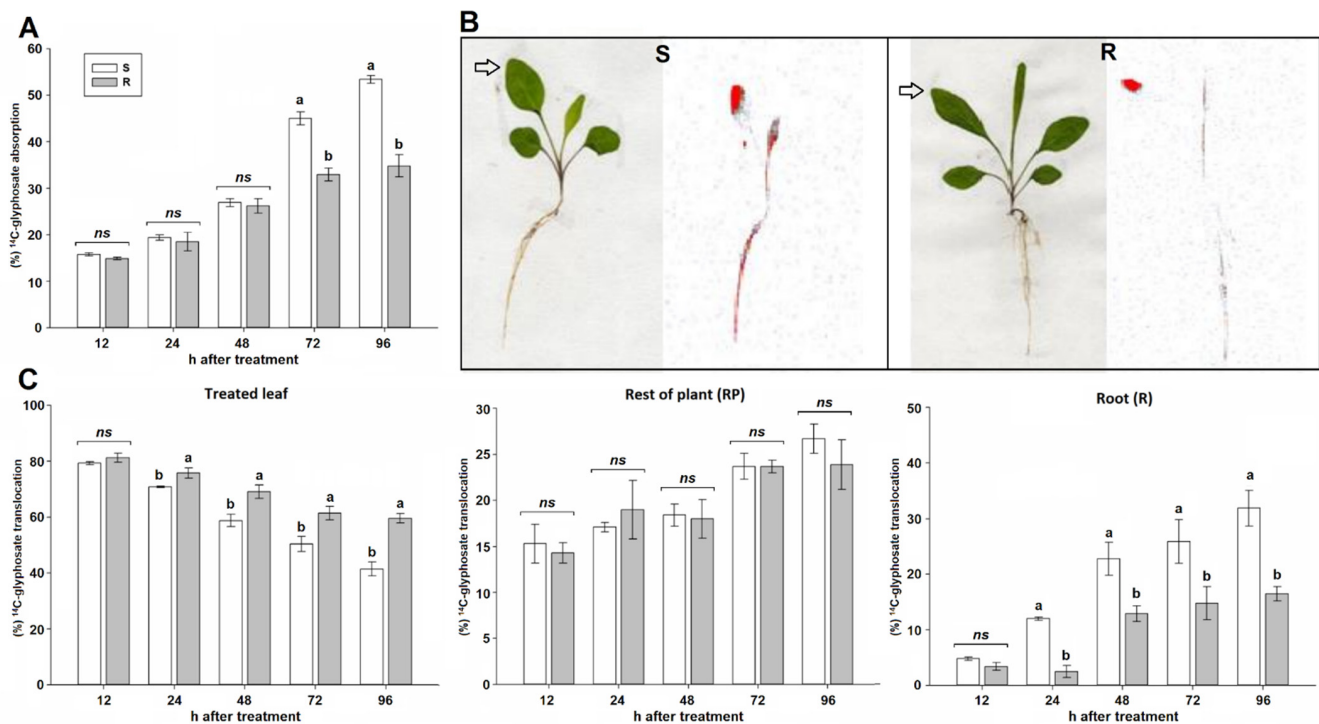 A
(%) ¹⁴C-glyphosate absorption
60
50
40
30
20
10
0
S
R
ns
ns
ns
a
b
a
b
12 24 48 72 96
h after treatment
B
S
R
C
Treated leaf
(%) ¹⁴C-glyphosate translocation
100
80
60
40
20
0
ns
b a
b a
b a
b a
12 24 48 72 96
h after treatment
Rest of plant (RP)
(%) ¹⁴C-glyphosate translocation
30
25
20
15
10
5
0
ns
ns
ns
ns
ns
12 24 48 72 96
h after treatment
Root (R)
(%) ¹⁴C-glyphosate translocation
50
40
30
20
10
0
ns
a
b
a
b
a
b
a
b
12 24 48 72 96
h after treatment